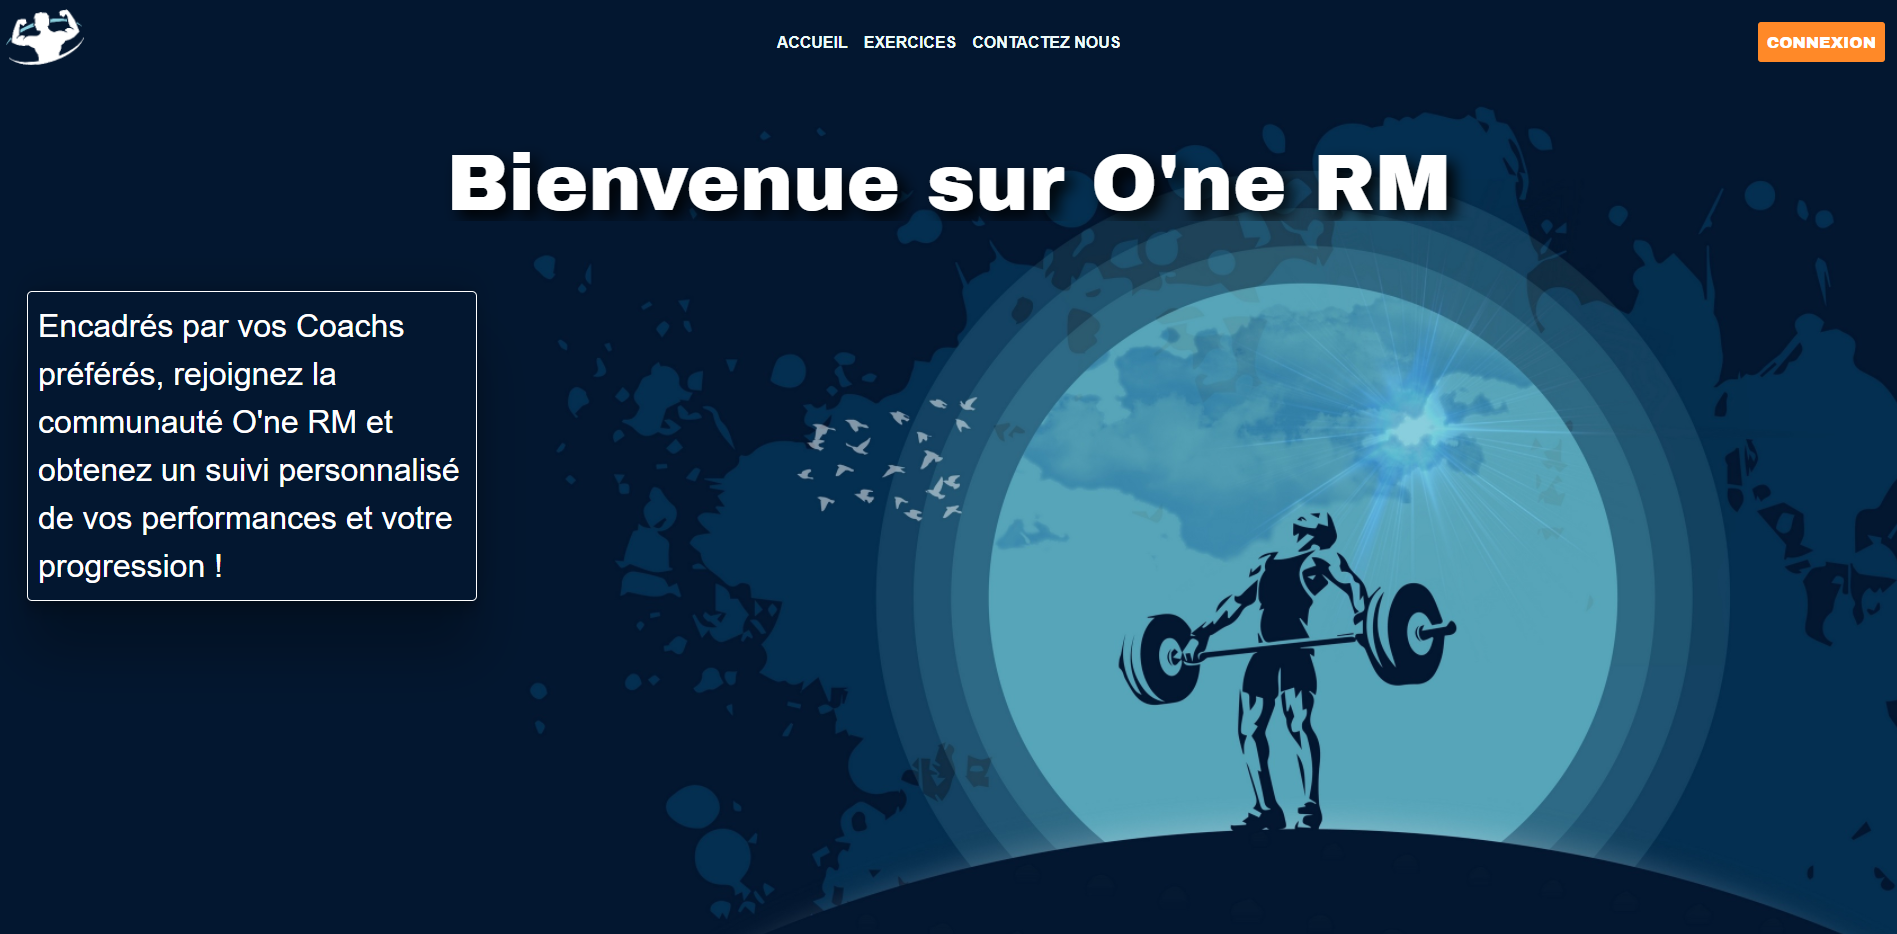 ACCUEIL EXERCICES CONTACTEZ NOUS CONNEXION
Bienvenue sur O'ne RM
Encadrés par vos Coachs
préférés, rejoignez la
communauté O'ne RM et
obtenez un suivi personnalisé
de vos performances et votre
progression !